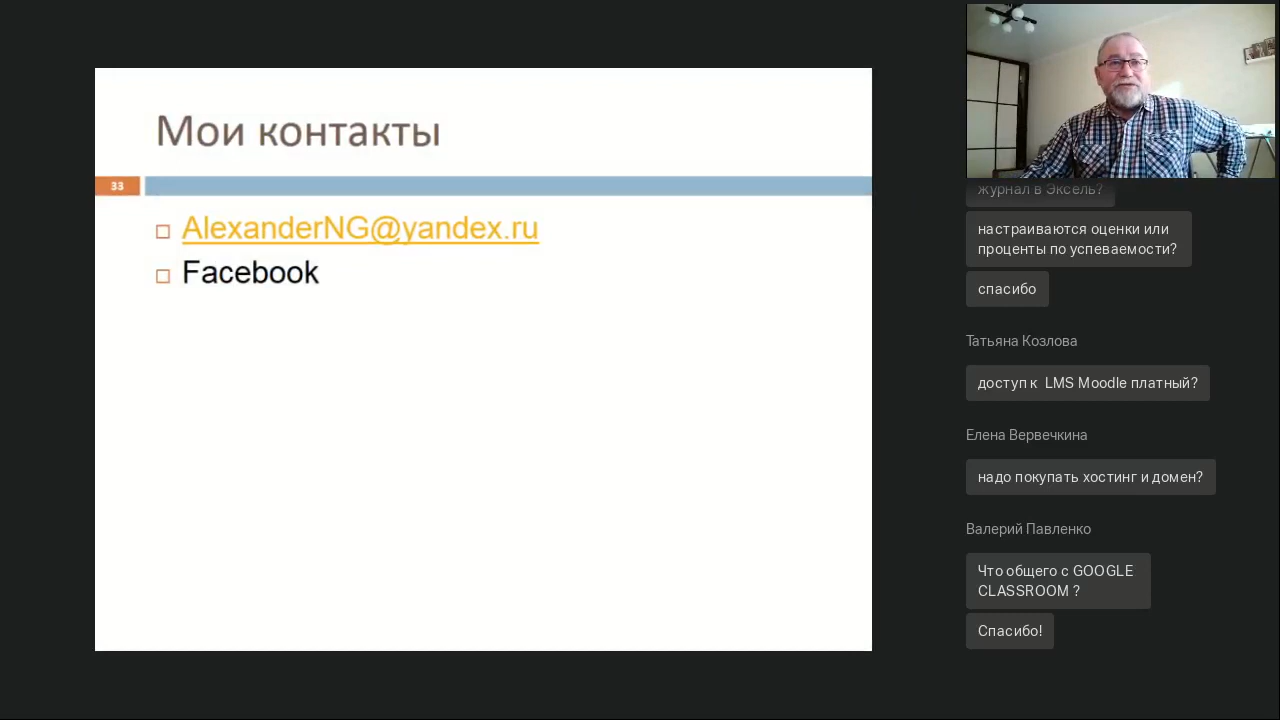 Мои контакты
33
AlexanderNG@yandex.ru
Facebook
журнал в Эксель?
настраиваются оценки или
проценты по успеваемости?
спасибо
Татьяна Козлова
доступ к LMS Moodle платный?
Елена Вервечкина
надо покупать хостинг и домен?
Валерий Павленко
Что общего с GOOGLE
CLASSROOM ?
Спасибо!